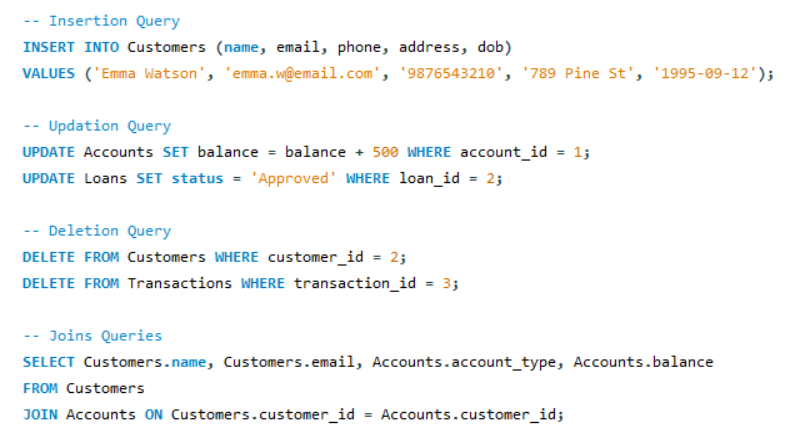 -- Insertion Query
INSERT INTO Customers (name, email, phone, address, dob)
VALUES ('Emma Watson', 'emma.w@email.com', '9876543210', '789 Pine St', '1995-09-12');
-- Updation Query
UPDATE Accounts SET balance = balance + 500 WHERE account_id = 1;
UPDATE Loans SET status = 'Approved' WHERE loan_id = 2;
-- Deletion Query
DELETE FROM Customers WHERE customer_id = 2;
DELETE FROM Transactions WHERE transaction_id = 3;
-- Joins Queries
SELECT Customers.name, Customers.email, Accounts.account_type, Accounts.balance
FROM Customers
JOIN Accounts ON Customers.customer_id = Accounts.customer_id;